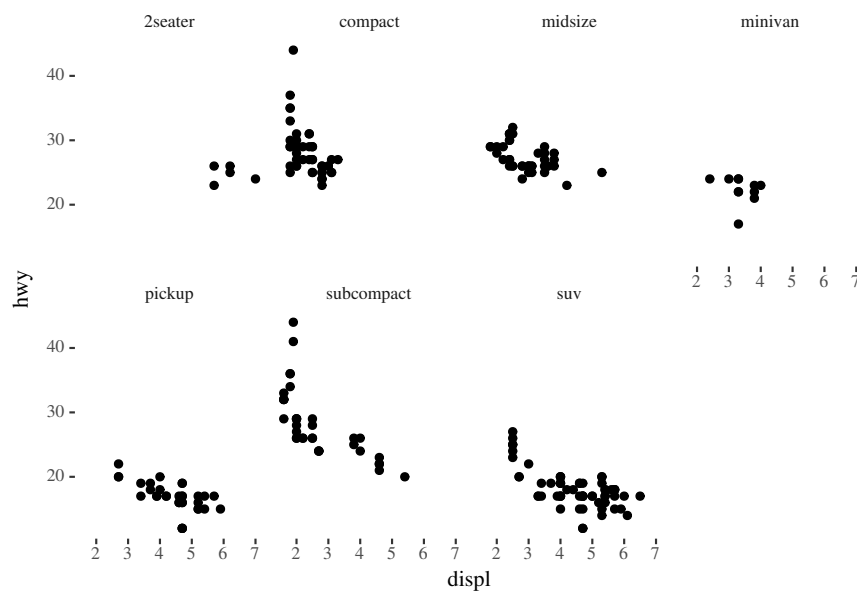 2seater compact midsize minivan
40
30
20
2 3 4 5 6 7
hwy
pickup subcompact suv
40
30
20
2 3 4 5 6 7 2 3 4 5 6 7 2 3 4 5 6 7
displ